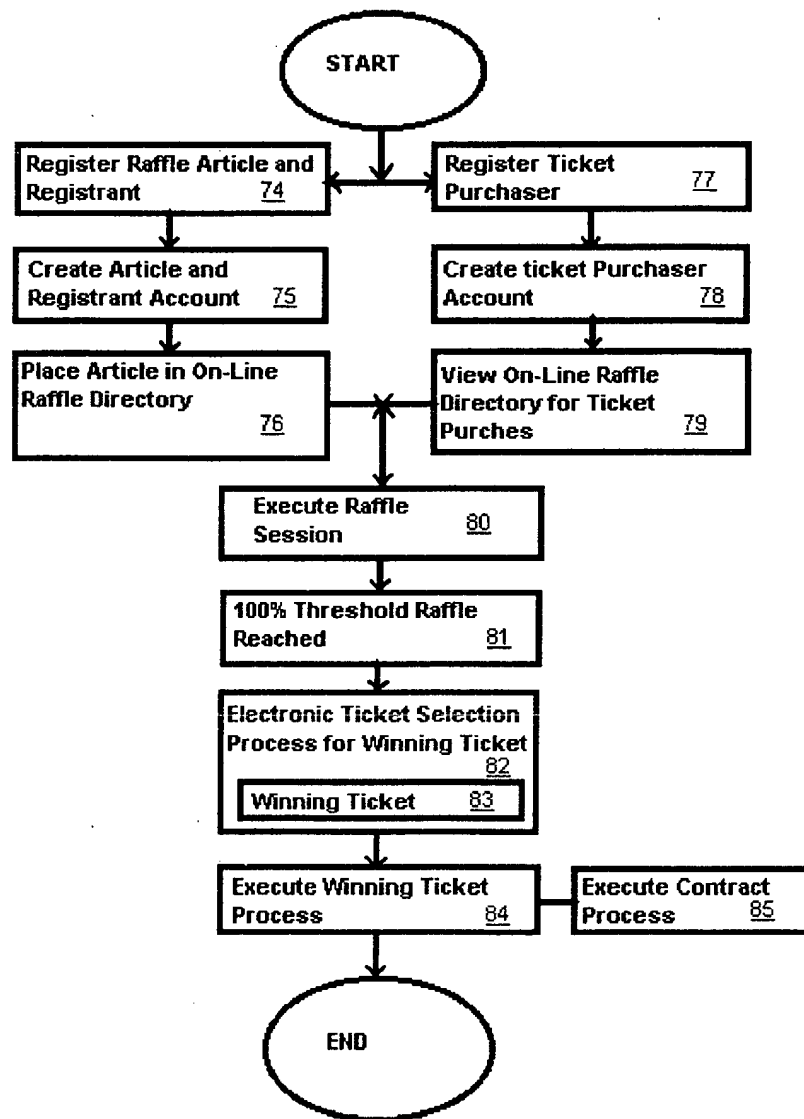 START
Register Raffle Article and
Registrant 74
Register Ticket
Purchaser 77
Create Article and
Registrant Account 75
Create ticket Purchaser
Account 78
Place Article in On-Line
Raffle Directory
76
View On-Line Raffle
Directory for Ticket
Purches 79
Execute Raffle
Session 80
100% Threshold Raffle
Reached 81
Electronic Ticket Selection
Process for Winning Ticket
82
Winning Ticket 83
Execute Winning Ticket
Process 84
Execute Contract
Process 85
END